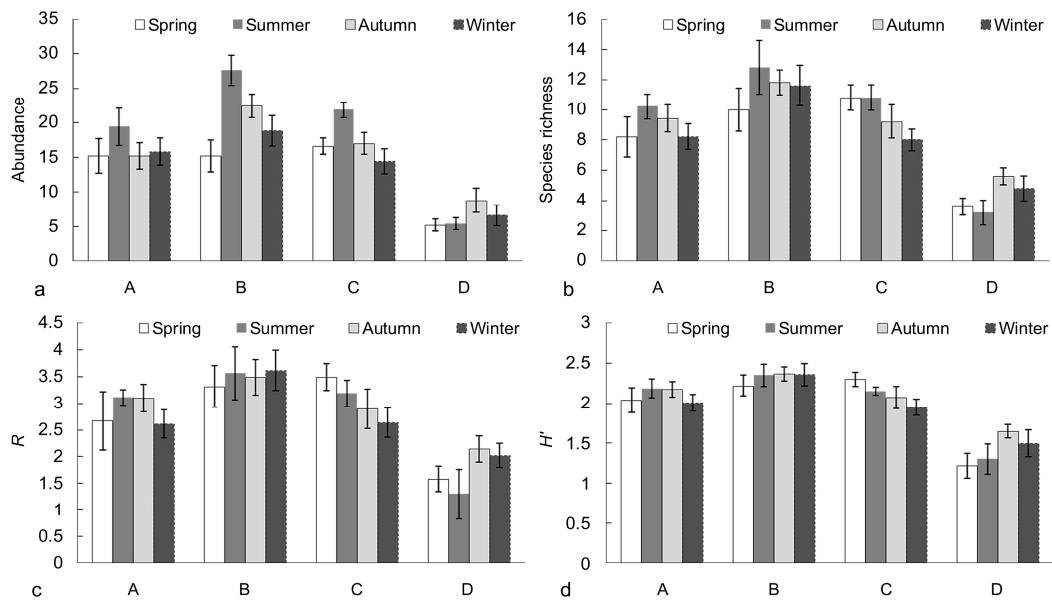 Spring Summer Autumn Winter
Abundance
35
30
25
20
15
10
5
0
A B C D
a
Spring Summer Autumn Winter
Species richness
16
14
12
10
8
6
4
2
0
A B C D
b
Spring Summer Autumn Winter
R
4.5
4
3.5
3
2.5
2
1.5
1
0.5
0
A B C D
c
Spring Summer Autumn Winter
H'
3
2.5
2
1.5
1
0.5
0
A B C D
d